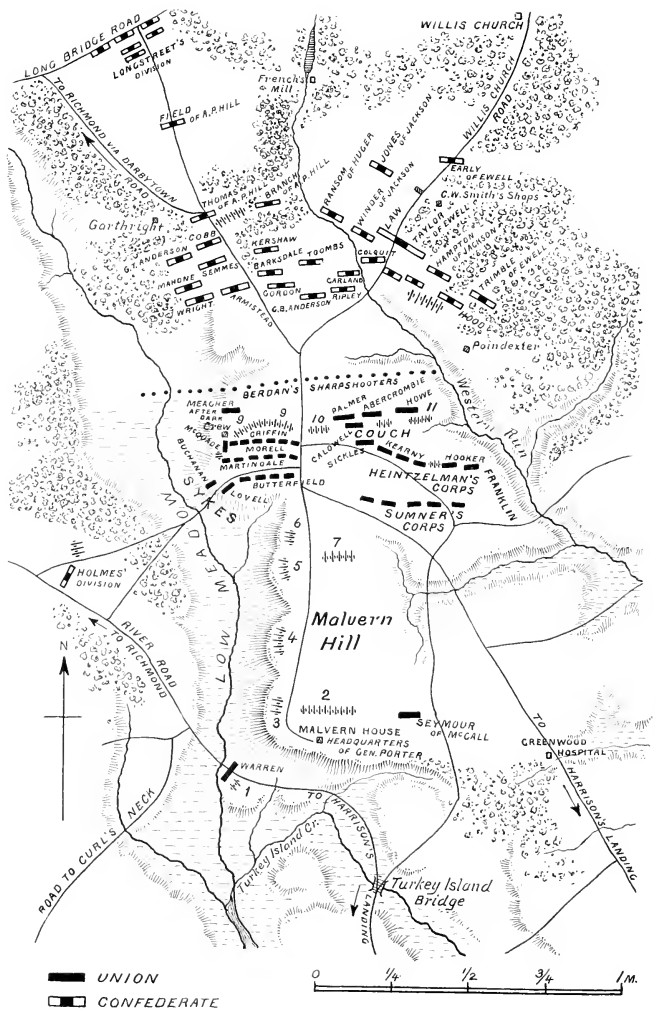 WILLIS CHURCH
LONG BRIDGE ROAD
LONGSTREET'S
DIVISION
French's
Mill
WILLIS CHURCH
ROAD
TO RICHMOND VIA DARBYTOWN
ROAD
FIELD
OF A.P. HILL
THOMAS
OF A.P. HILL
BRANCH
A.P. HILL
RANSOM OF HUGER
JONES
OF JACKSON
WINDER
OF JACKSON
EARLY
OF EWELL
C.W. Smith's Shops
LAW
TAYLOR
OF EWELL
HAMPTON
JACKSON
TRIMBLE
OF EWELL
HOOD
Garthright
COBB
G.T. ANDERSON
KERSHAW
BARKSDALE
TOOMBS
COLQUIT
MAHONE
SEMMES
GORDON
GARLAND
RIPLEY
WRIGHT
ARMISTEAD
G.B. ANDERSON
Poindexter
BERDAN'S SHARPSHOOTERS
Western Run
MEAGHER
AFTER
DARK
Crew
9
9
10
11
PALMER
ABERCROMBIE
HOWE
GRIFFIN
COUCH
MORELL
CALDWELL
SICKLES
KEARNY
HOOKER
MARTINDALE
BUCHANAN
HEINTZELMAN'S
CORPS
FRANKLIN
BUTTERFIELD
LOVELL
SYKES
SUMNER'S
CORPS
6
7
5
HOLMES'
DIVISION
LOW MEADOW
Malvern
Hill
4
N
RIVER ROAD
TO RICHMOND
2
3
SEYMOUR
OF McCALL
MALVERN HOUSE
HEADQUARTERS
OF GEN. PORTER
TO HARRISON'S LANDING
GREENWOOD
HOSPITAL
WARREN
1
TO HARRISON'S
LANDING
ROAD TO CURL'S NECK
Turkey Island Cr.
Turkey Island
Bridge
UNION
CONFEDERATE
0 1/4 1/2 3/4 1 M.